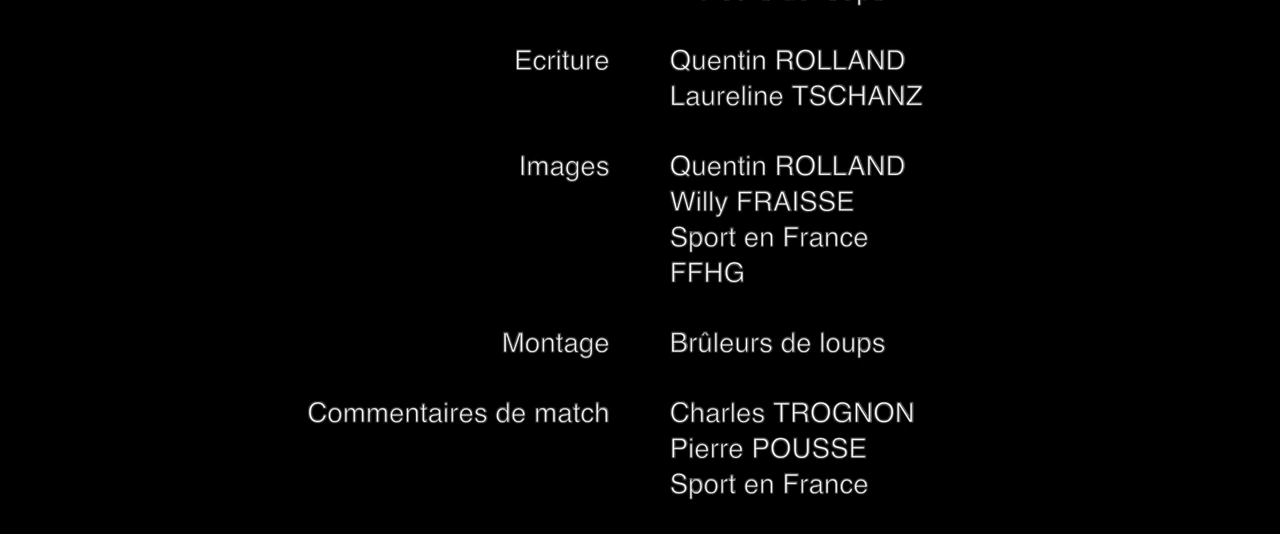 Ecriture Quentin ROLLAND
Laureline TSCHANZ
Images Quentin ROLLAND
Willy FRAISSE
Sport en France
FFHG
Montage Brûleurs de loups
Commentaires de match Charles TROGNON
Pierre POUSSE
Sport en France